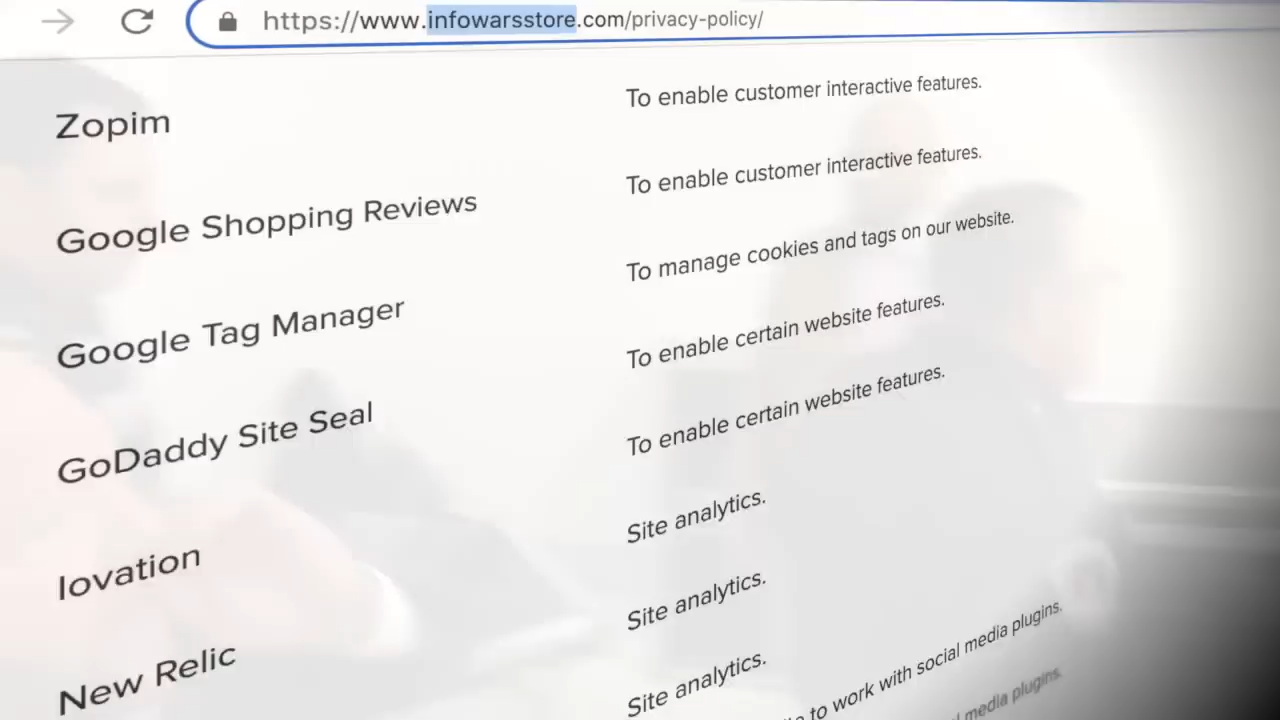 https://www.infowarsstore.com/privacy-policy/
Zopim
To enable customer interactive features.
Google Shopping Reviews
To enable customer interactive features.
Google Tag Manager
To manage cookies and tags on our website.
GoDaddy Site Seal
To enable certain website features.
Iovation
To enable certain website features.
New Relic
Site analytics.
Site analytics.
Site analytics.
to work with social media plugins.
media plugins.